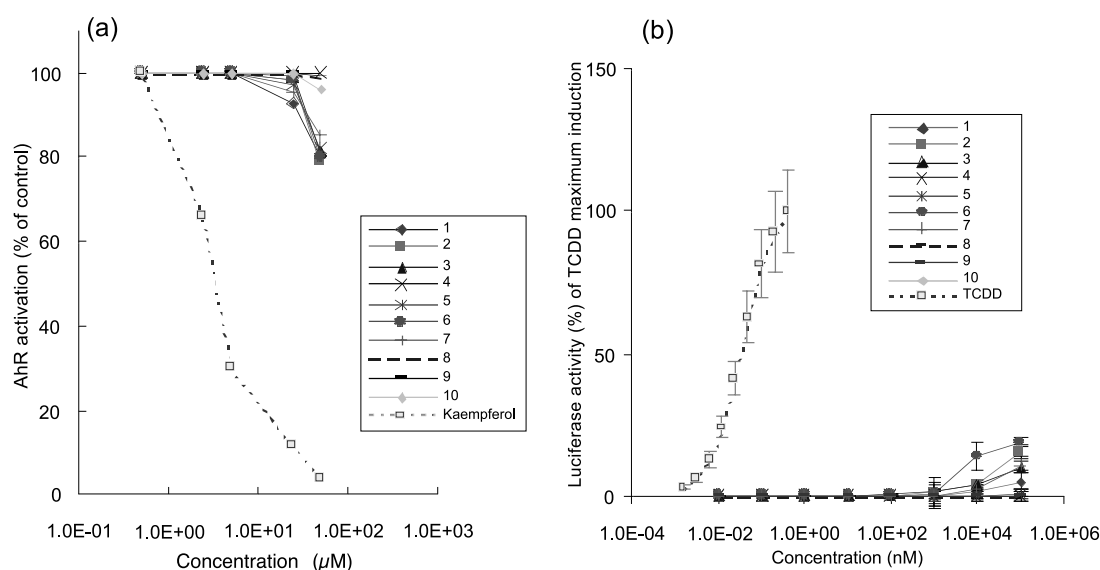 (a)
AhR activation (% of control)
100
80
60
40
20
0
1.0E–01
1.0E+00
1.0E+01
1.0E+02
1.0E+03
Concentration (µM)
1
2
3
4
5
6
7
8
9
10
Kaempferol
(b)
Luciferase activity (%) of TCDD maximum induction
150
100
50
0
1.0E–04
1.0E–02
1.0E+00
1.0E+02
1.0E+04
1.0E+06
Concentration (nM)
1
2
3
4
5
6
7
8
9
10
TCDD